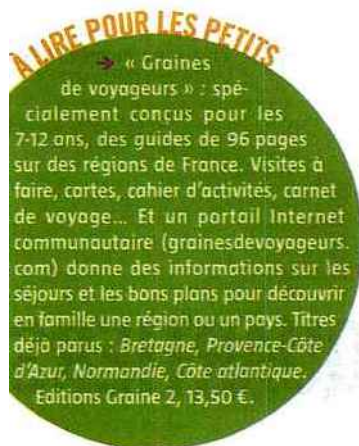 À LIRE POUR LES PETITS
➔ « Graines
de voyageurs » : spé-
cialement conçus pour les
7-12 ans, des guides de 96 pages
sur des régions de France. Visites à
faire, cartes, cahier d'activités, carnet
de voyage... Et un portail Internet
communautaire (grainesdevoyageurs.
com) donne des informations sur les
séjours et les bons plans pour découvrir
en famille une région ou un pays. Titres
déjà parus : Bretagne, Provence-Côte
d'Azur, Normandie, Côte atlantique.
Editions Graine 2, 13,50 €.